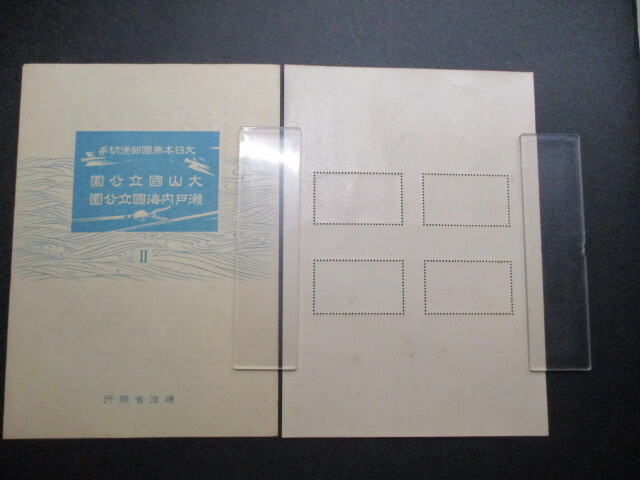 大日本帝國郵便切手
大山國立公園
瀨戸内海國立公園
II
遞信省發行